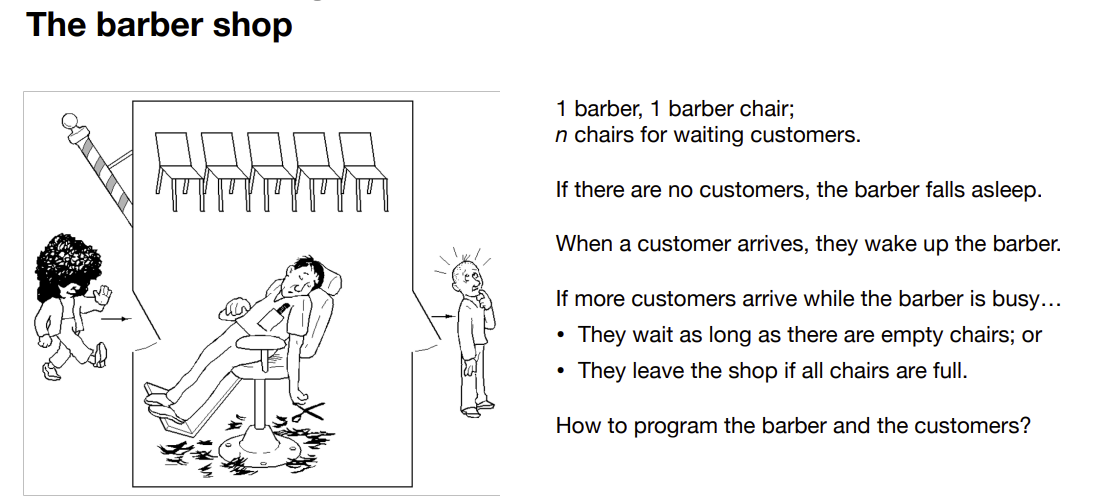 The barber shop
1 barber, 1 barber chair;
n chairs for waiting customers.
If there are no customers, the barber falls asleep.
When a customer arrives, they wake up the barber.
If more customers arrive while the barber is busy…
• They wait as long as there are empty chairs; or
• They leave the shop if all chairs are full.
How to program the barber and the customers?